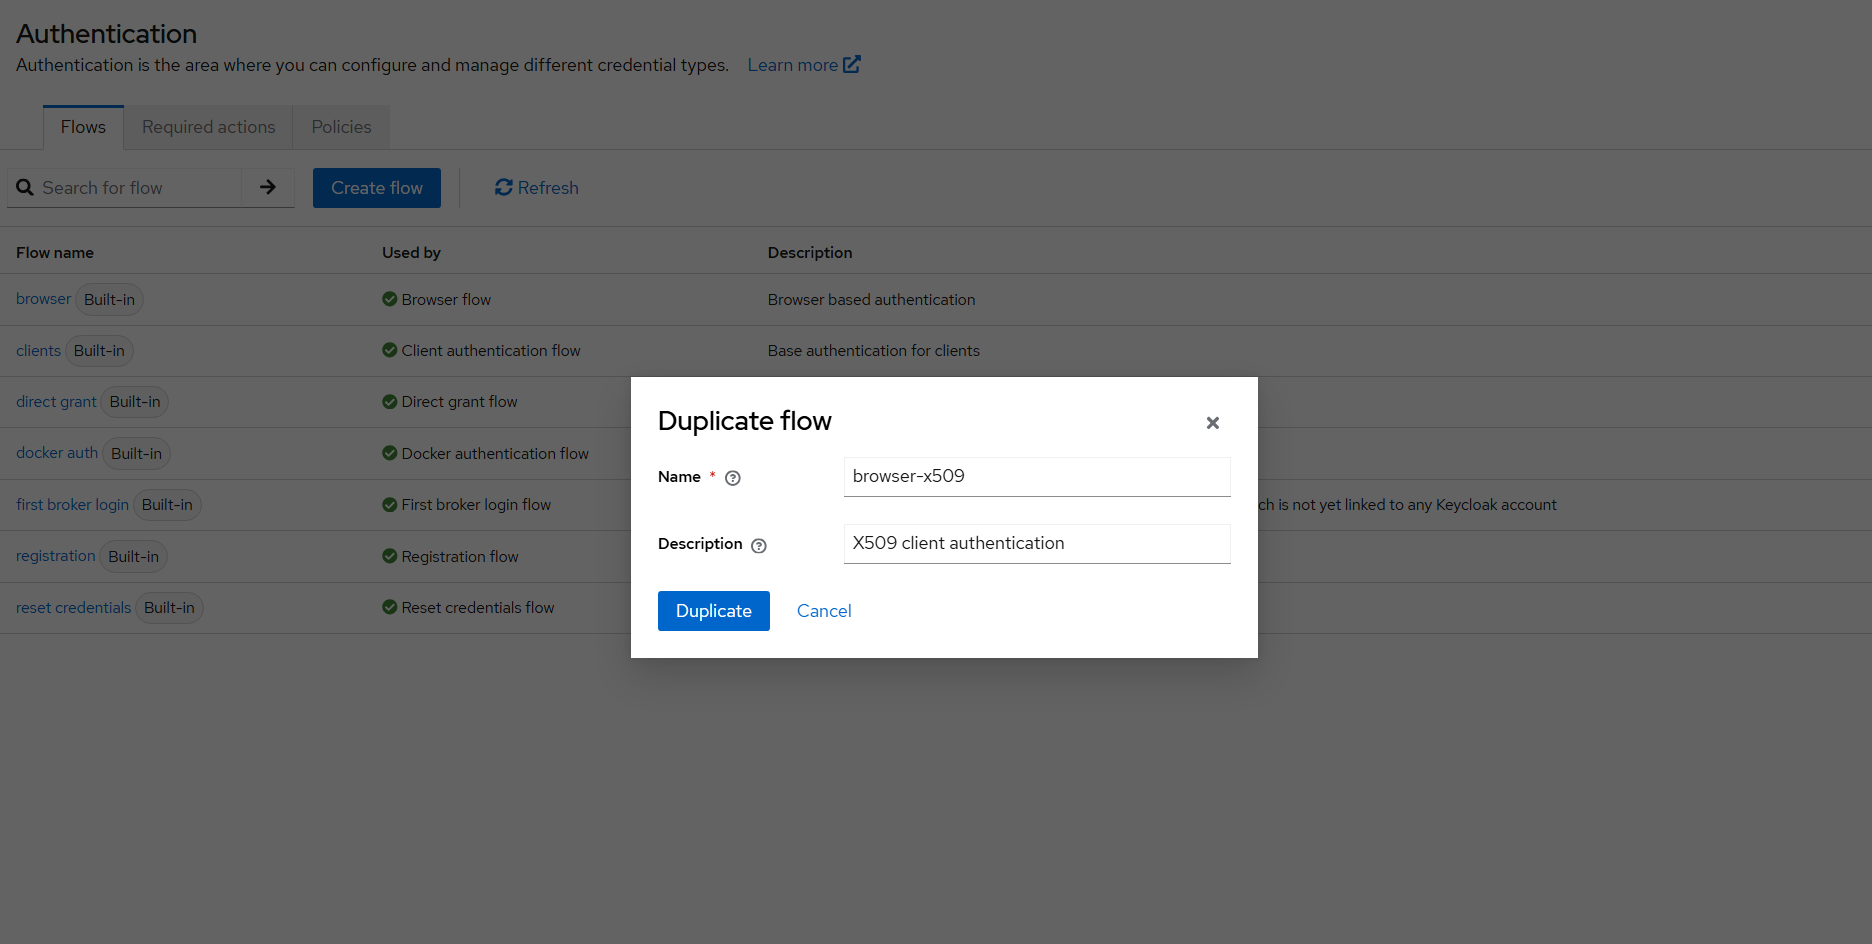 Authentication
Authentication is the area where you can configure and manage different credential types. Learn more
Flows Required actions Policies
Search for flow Create flow Refresh
Flow name Used by Description
browser Built-in Browser flow Browser based authentication
clients Built-in Client authentication flow Base authentication for clients
direct grant Built-in Direct grant flow
docker auth Built-in Docker authentication flow
first broker login Built-in First broker login flow is not yet linked to any Keycloak account
registration Built-in Registration flow
reset credentials Built-in Reset credentials flow
Duplicate flow
Name * browser-x509
Description X509 client authentication
Duplicate Cancel